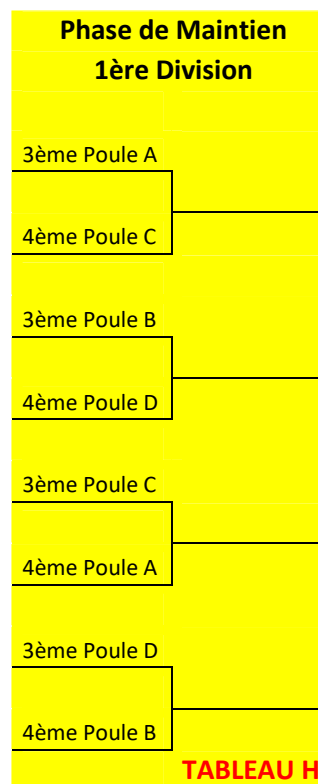 Phase de Maintien
1ère Division
3ème Poule A
4ème Poule C
3ème Poule B
4ème Poule D
3ème Poule C
4ème Poule A
3ème Poule D
4ème Poule B
TABLEAU H